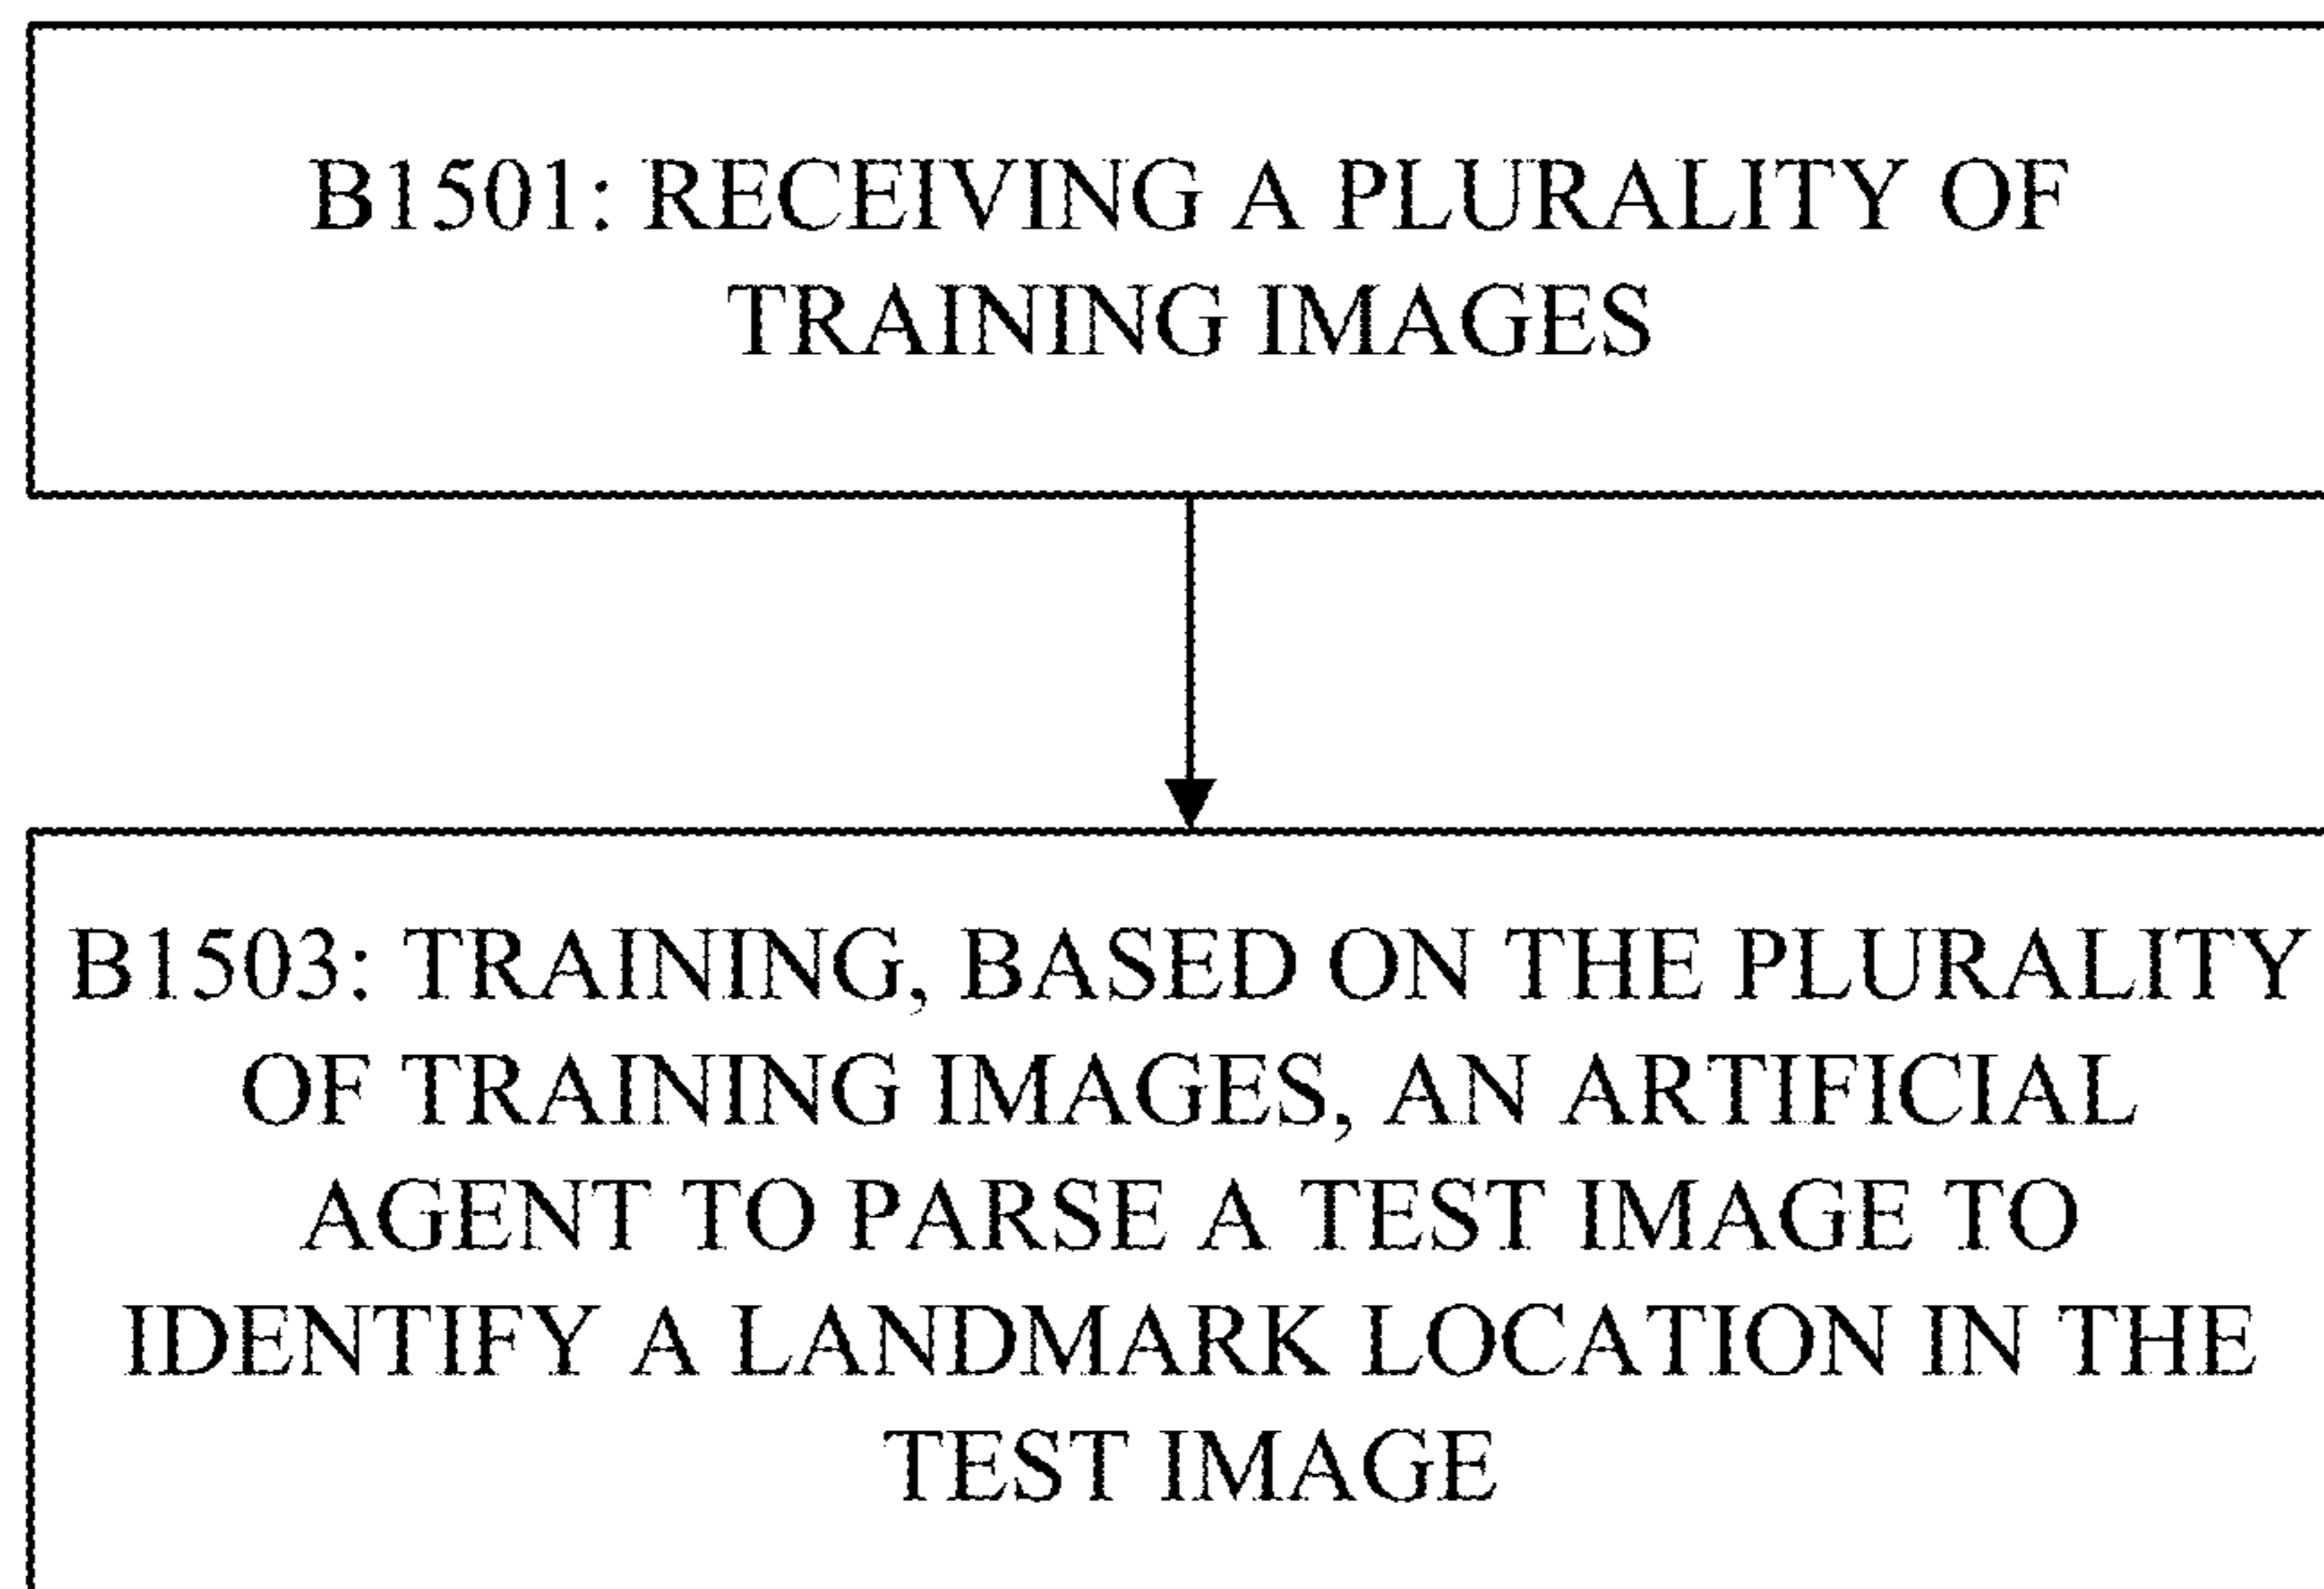 B1501: RECEIVING A PLURALITY OF
TRAINING IMAGES
B1503: TRAINING, BASED ON THE PLURALITY
OF TRAINING IMAGES, AN ARTIFICIAL
AGENT TO PARSE A TEST IMAGE TO
IDENTIFY A LANDMARK LOCATION IN THE
TEST IMAGE